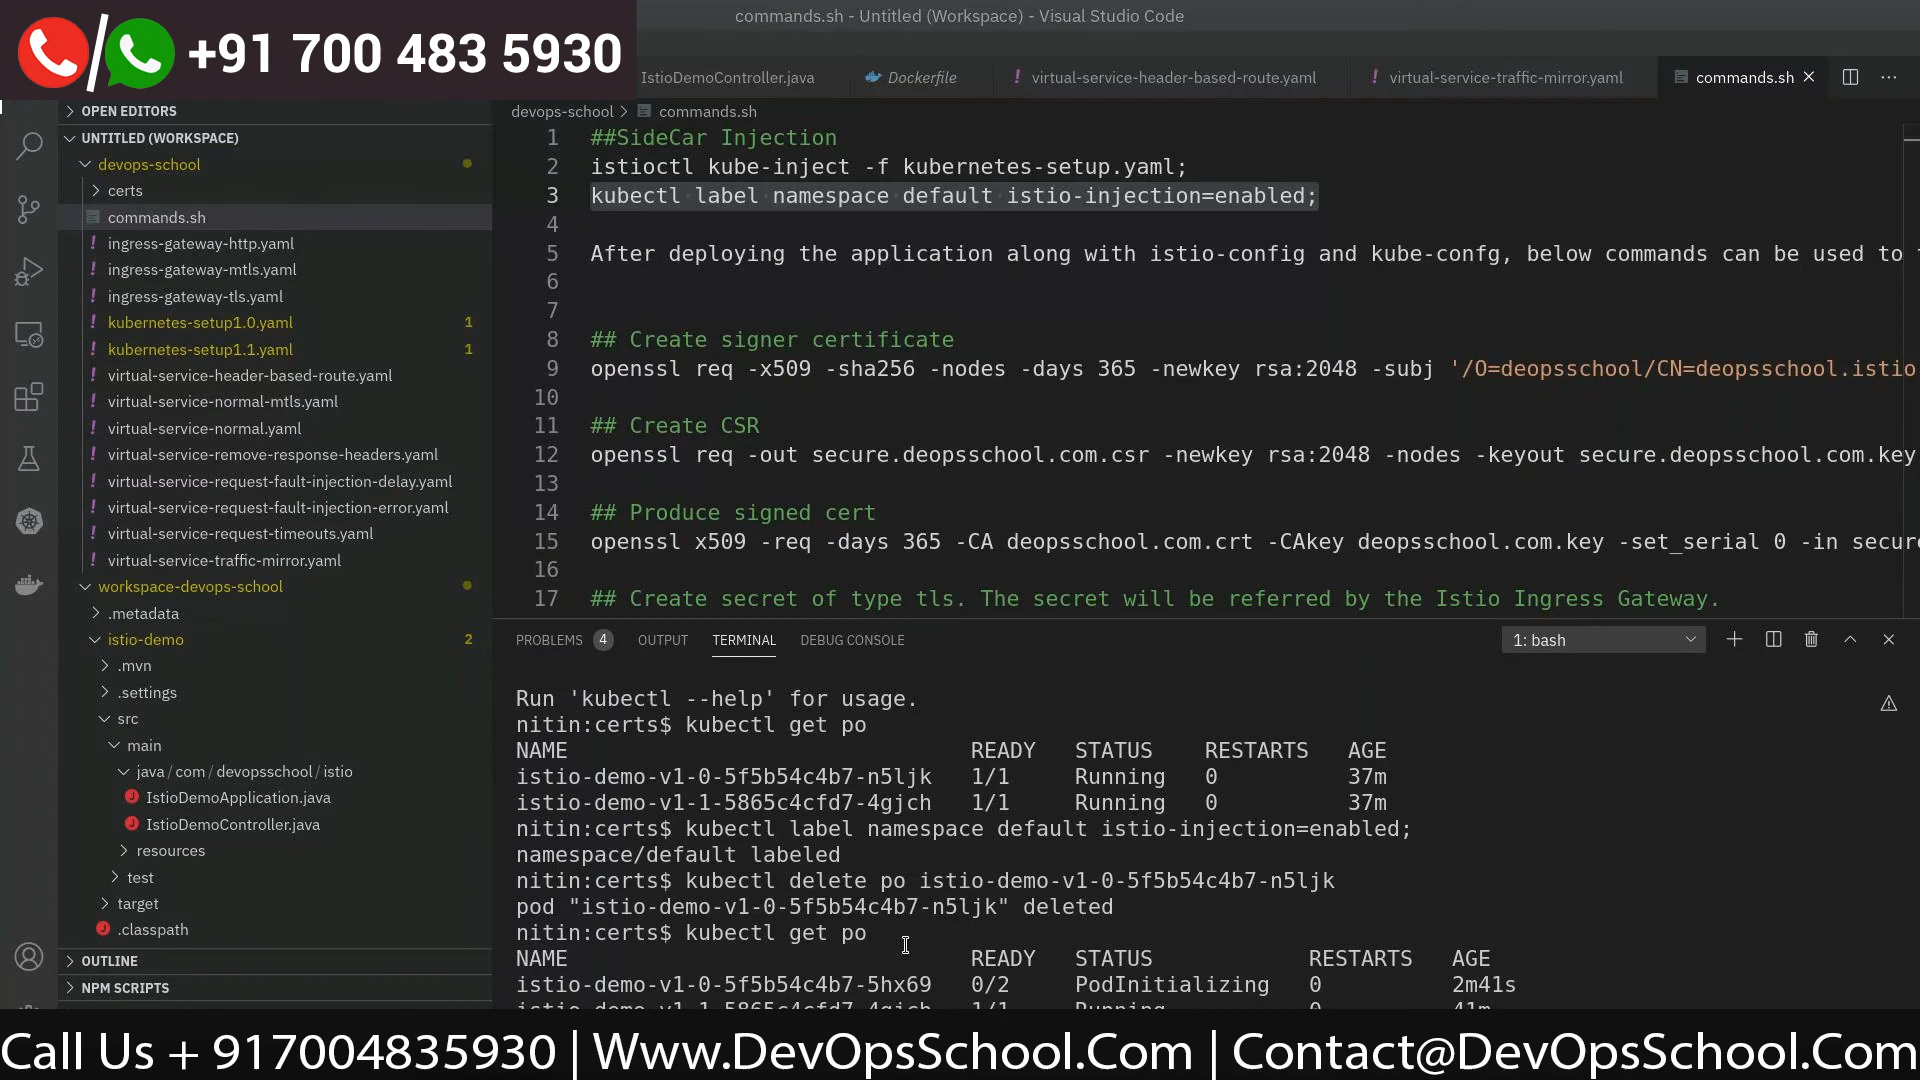 commands.sh - Untitled (Workspace) - Visual Studio Code
+91 700 483 5930
IstioDemoController.java
Dockerfile
! virtual-service-header-based-route.yaml
! virtual-service-traffic-mirror.yaml
commands.sh
OPEN EDITORS
UNTITLED (WORKSPACE)
devops-school
certs
commands.sh
! ingress-gateway-http.yaml
! ingress-gateway-mtls.yaml
! ingress-gateway-tls.yaml
! kubernetes-setup1.0.yaml 1
! kubernetes-setup1.1.yaml 1
! virtual-service-header-based-route.yaml
! virtual-service-normal-mtls.yaml
! virtual-service-normal.yaml
! virtual-service-remove-response-headers.yaml
! virtual-service-request-fault-injection-delay.yaml
! virtual-service-request-fault-injection-error.yaml
! virtual-service-request-timeouts.yaml
! virtual-service-traffic-mirror.yaml
workspace-devops-school
.metadata
istio-demo 2
.mvn
.settings
src
main
java / com / devopsschool / istio
J IstioDemoApplication.java
J IstioDemoController.java
resources
test
target
J .classpath
OUTLINE
NPM SCRIPTS
devops-school > commands.sh
1 ##SideCar Injection
2 istioctl kube-inject -f kubernetes-setup.yaml;
3 kubectl label namespace default istio-injection=enabled;
4
5 After deploying the application along with istio-config and kube-confg, below commands can be used to
6
7
8 ## Create signer certificate
9 openssl req -x509 -sha256 -nodes -days 365 -newkey rsa:2048 -subj '/O=deopsschool/CN=deopsschool.istio
10
11 ## Create CSR
12 openssl req -out secure.deopsschool.com.csr -newkey rsa:2048 -nodes -keyout secure.deopsschool.com.key
13
14 ## Produce signed cert
15 openssl x509 -req -days 365 -CA deopsschool.com.crt -CAkey deopsschool.com.key -set_serial 0 -in secur
16
17 ## Create secret of type tls. The secret will be referred by the Istio Ingress Gateway.
PROBLEMS 4 OUTPUT TERMINAL DEBUG CONSOLE
1: bash
Run 'kubectl --help' for usage.
nitin:certs$ kubectl get po
NAME READY STATUS RESTARTS AGE
istio-demo-v1-0-5f5b54c4b7-n5ljk 1/1 Running 0 37m
istio-demo-v1-1-5865c4cfd7-4gjch 1/1 Running 0 37m
nitin:certs$ kubectl label namespace default istio-injection=enabled;
namespace/default labeled
nitin:certs$ kubectl delete po istio-demo-v1-0-5f5b54c4b7-n5ljk
pod "istio-demo-v1-0-5f5b54c4b7-n5ljk" deleted
nitin:certs$ kubectl get po
NAME READY STATUS RESTARTS AGE
istio-demo-v1-0-5f5b54c4b7-5hx69 0/2 PodInitializing 0 2m41s
istio-demo-v1-1-5865c4cfd7-4gjch 1/1 Running 0 41m
Call Us + 917004835930 | Www.DevOpsSchool.Com | Contact@DevOpsSchool.Com